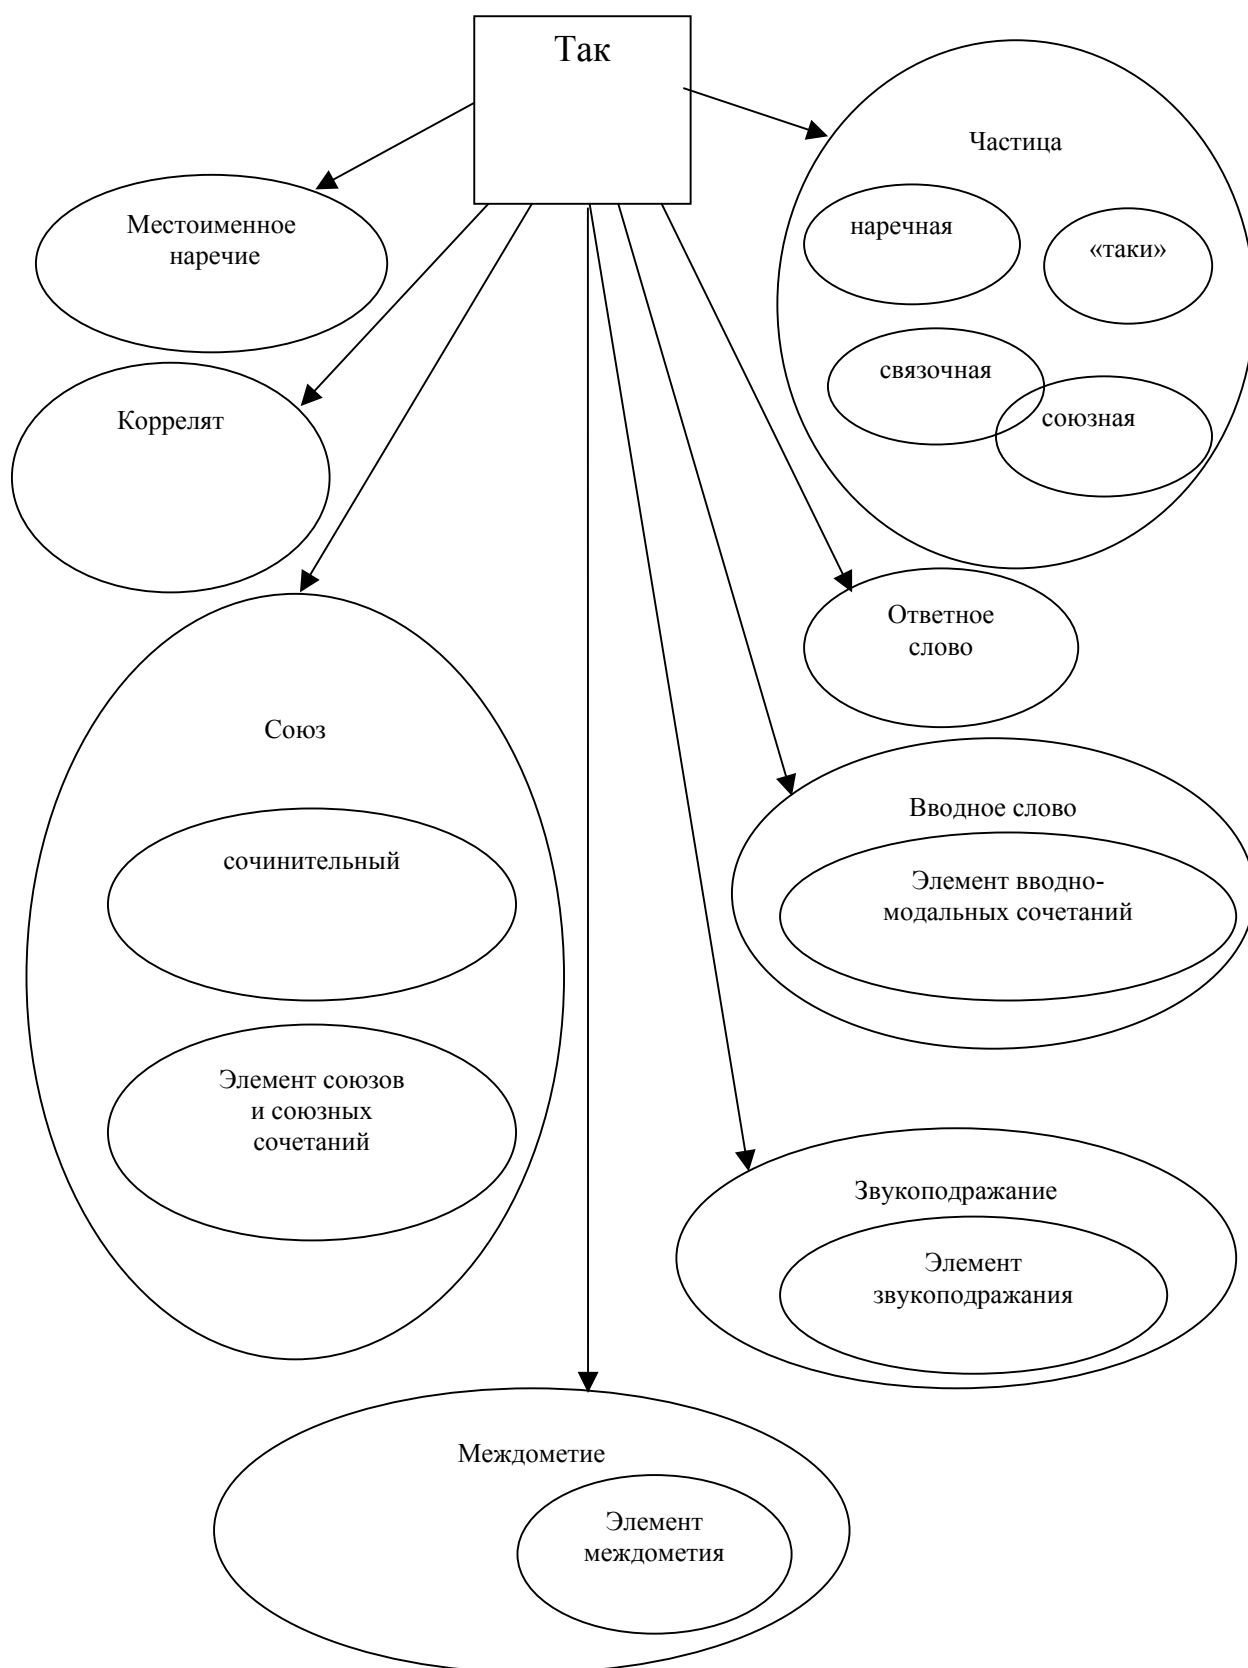 Так
Частица
наречная
«таки»
связочная
союзная
Местоименное
наречие
Коррелят
Ответное
слово
Союз
сочинительный
Элемент союзов
и союзных
сочетаний
Вводное слово
Элемент вводно-
модальных сочетаний
Звукоподражание
Элемент
звукоподражания
Междометие
Элемент
междометия